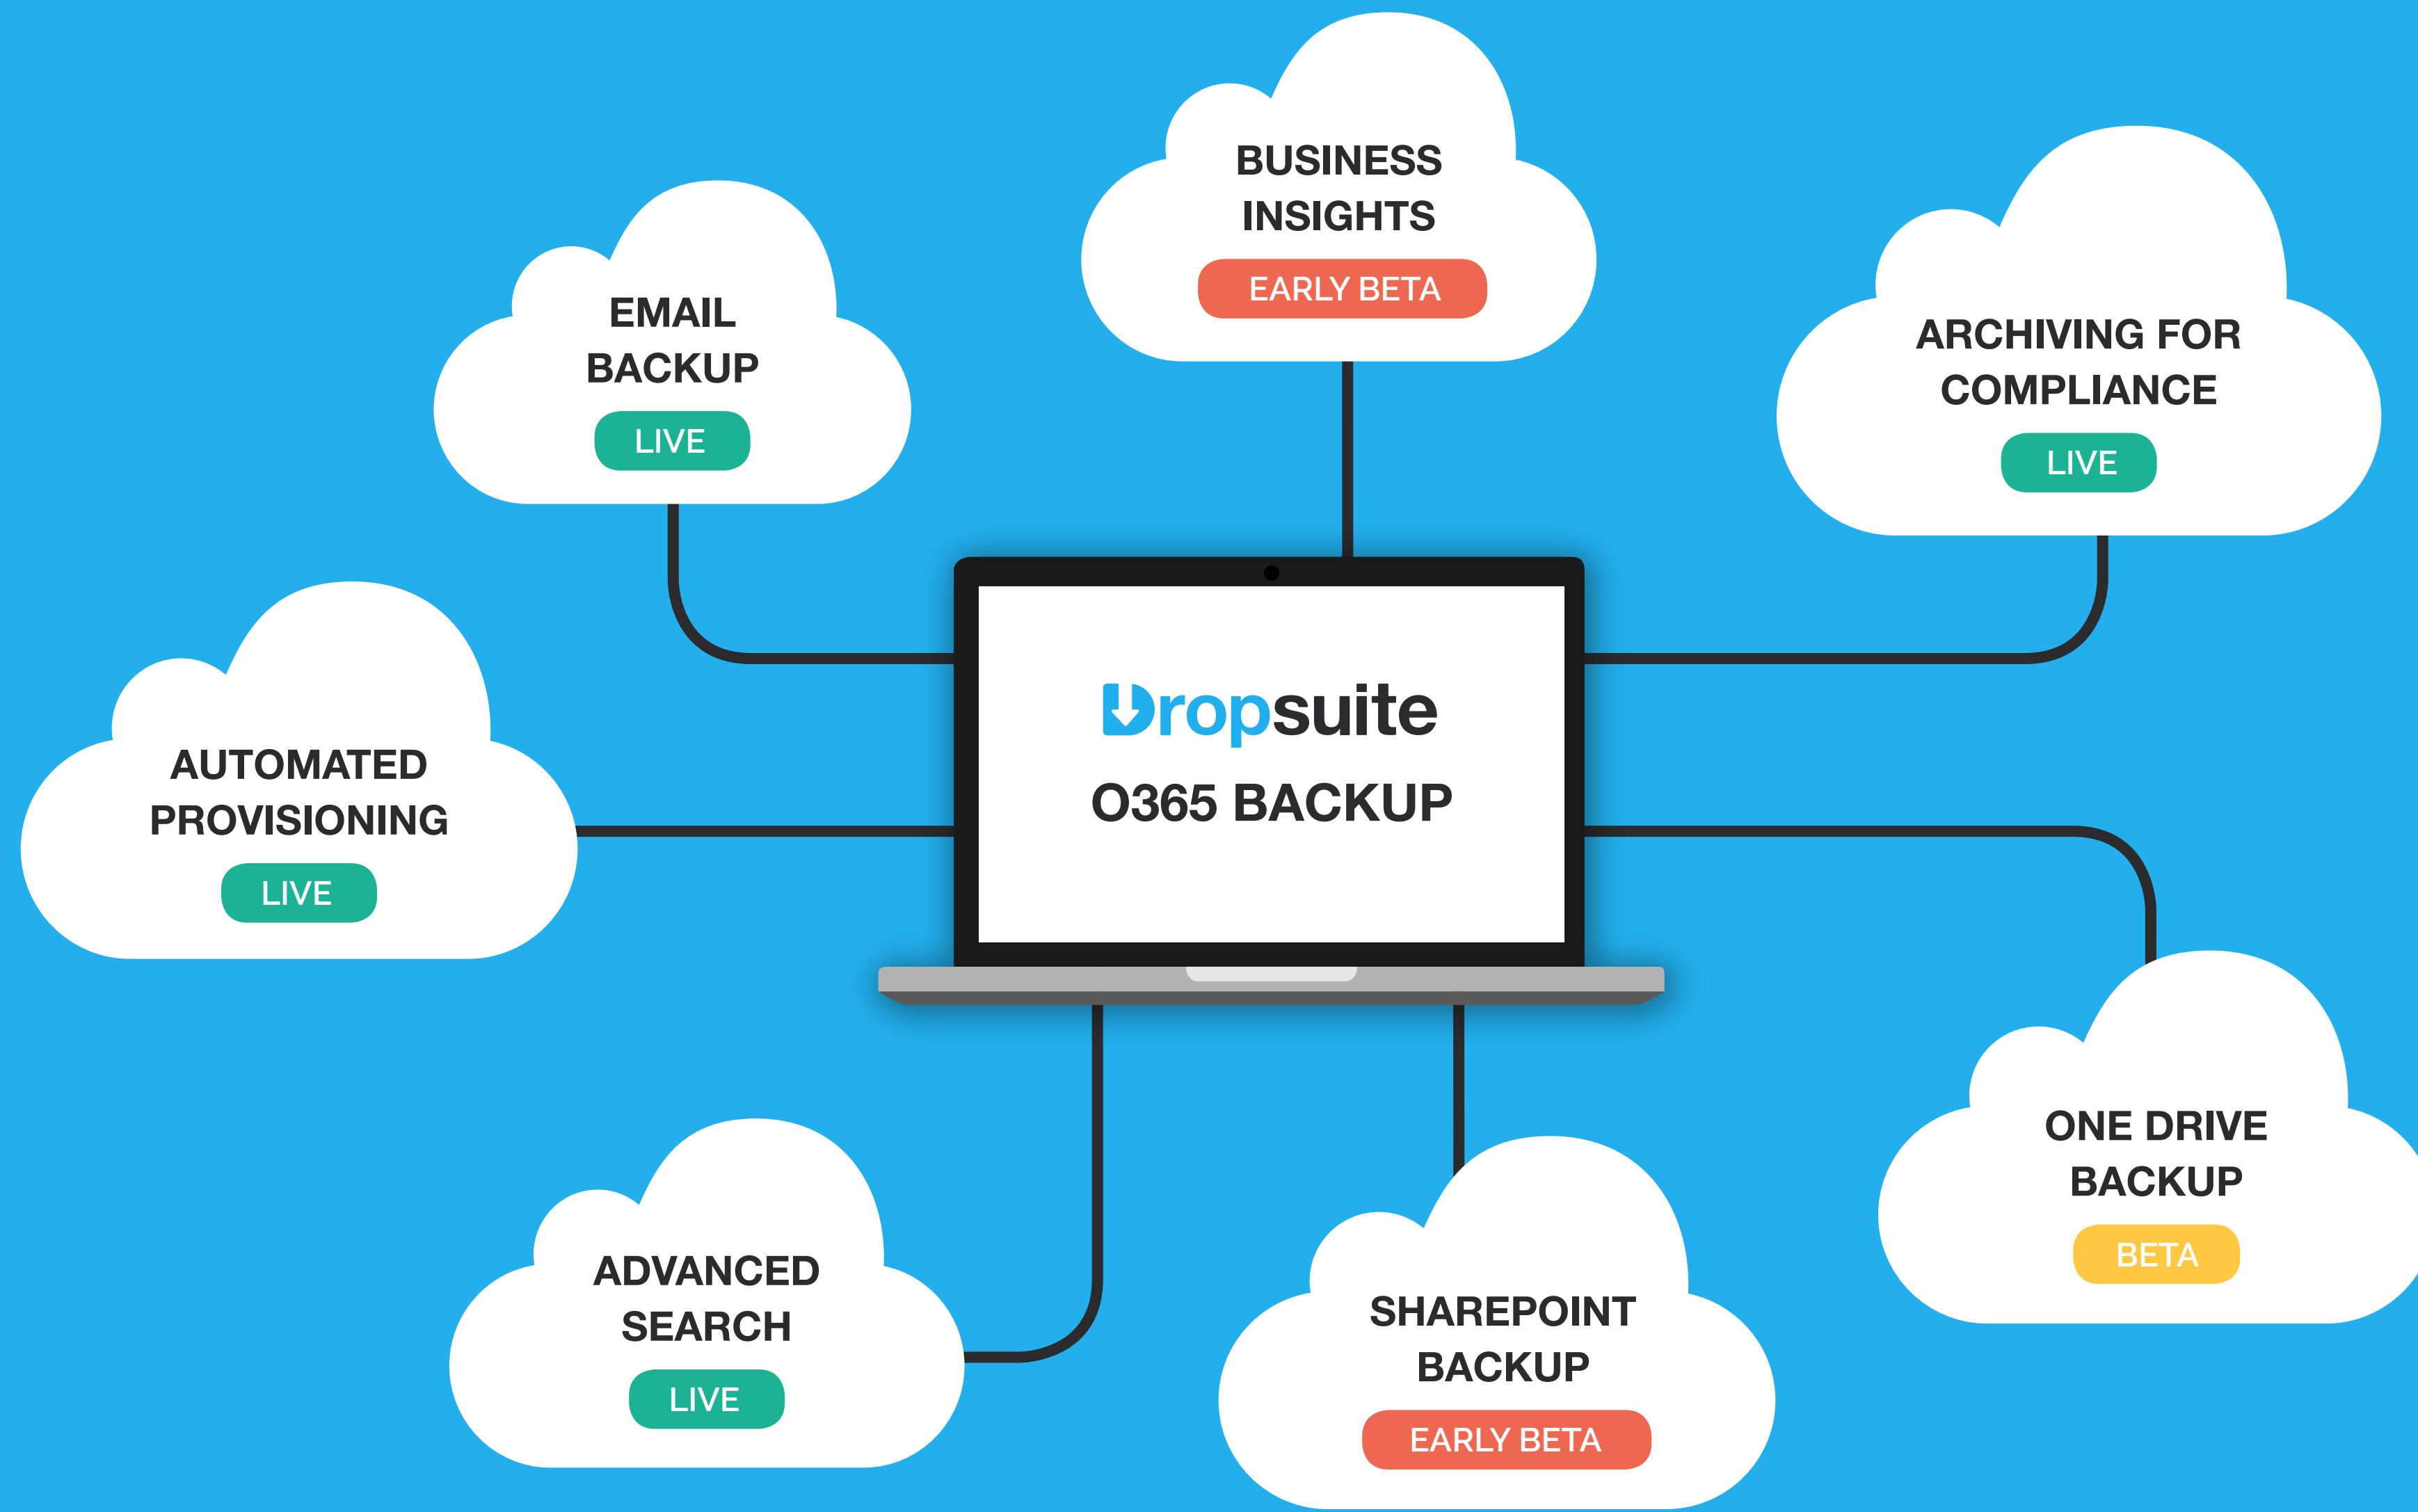 BUSINESS
INSIGHTS
EARLY BETA
EMAIL
BACKUP
LIVE
ARCHIVING FOR
COMPLIANCE
LIVE
Dropsuite
O365 BACKUP
AUTOMATED
PROVISIONING
LIVE
ONE DRIVE
BACKUP
BETA
ADVANCED
SEARCH
LIVE
SHAREPOINT
BACKUP
EARLY BETA